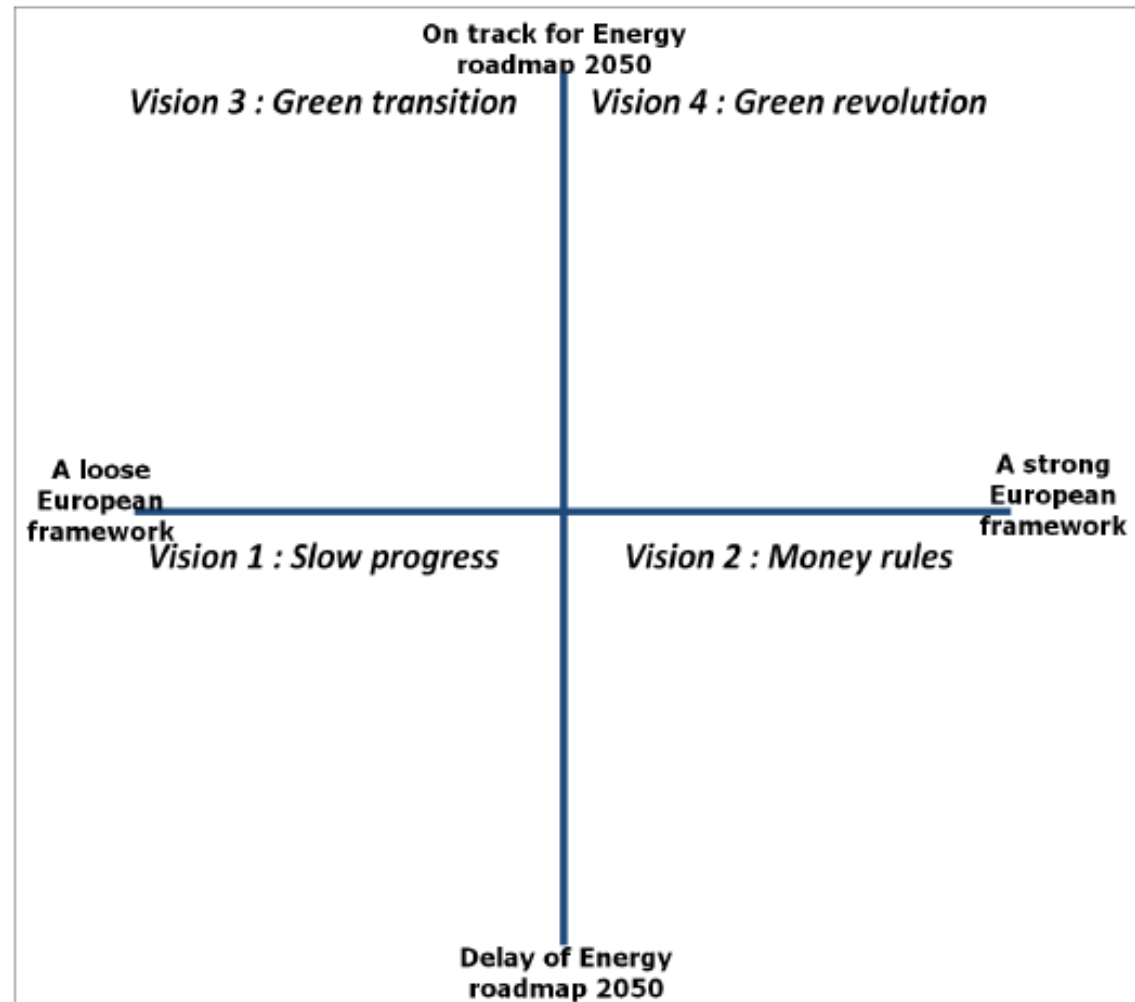 On track for Energy
roadmap 2050
Vision 3 : Green transition
Vision 4 : Green revolution
A loose
European
framework
A strong
European
framework
Vision 1 : Slow progress
Vision 2 : Money rules
Delay of Energy
roadmap 2050